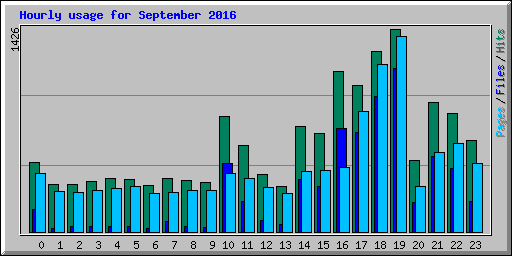 Hourly usage for September 2016
1426
Pages / Files / Hits
0 1 2 3 4 5 6 7 8 9 10 11 12 13 14 15 16 17 18 19 20 21 22 23